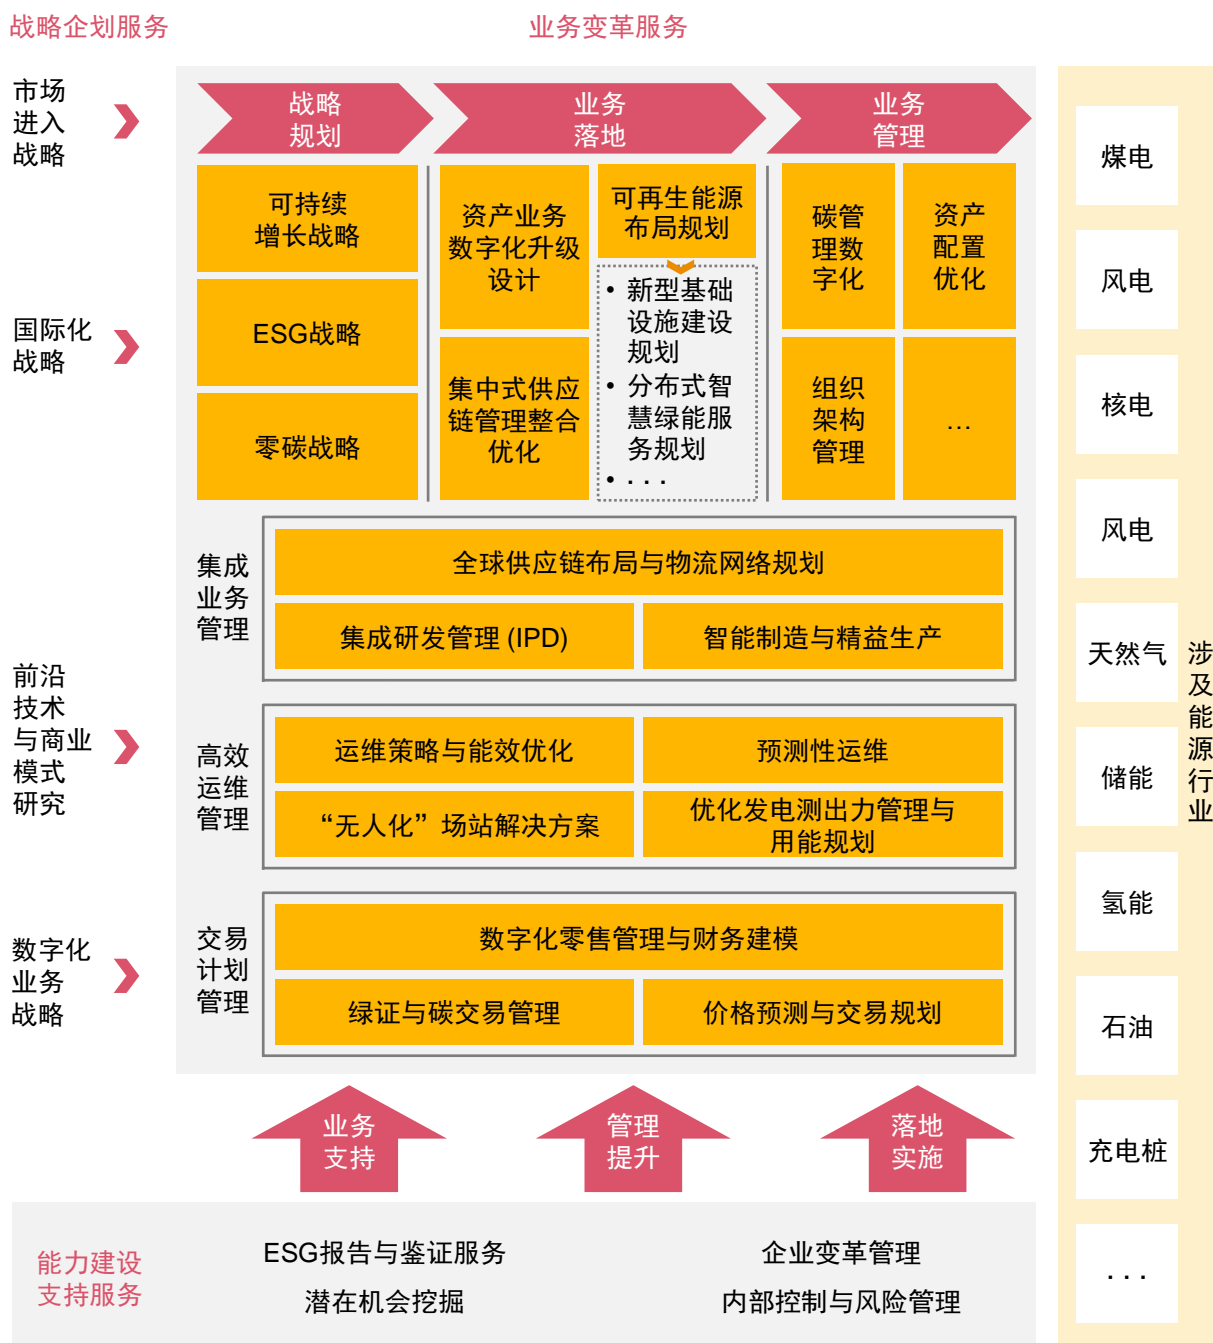 战略企划服务
业务变革服务
市场
进入
战略
国际化
战略
前沿
技术
与商业
模式
研究
数字化
业务
战略
战略
规划
业务
落地
业务
管理
可持续
增长战略
ESG战略
零碳战略
资产业务
数字化升级
设计
集中式供应
链管理整合
优化
可再生能源
布局规划
• 新型基础
设施建设
规划
• 分布式智
慧绿能服
务规划
• . . .
碳管
理数
字化
资产
配置
优化
组织
架构
管理
…
集成
业务
管理
全球供应链布局与物流网络规划
集成研发管理 (IPD)
智能制造与精益生产
高效
运维
管理
运维策略与能效优化
预测性运维
“无人化”场站解决方案
优化发电测出力管理与
用能规划
交易
计划
管理
数字化零售管理与财务建模
绿证与碳交易管理
价格预测与交易规划
业务
支持
管理
提升
落地
实施
能力建设
支持服务
ESG报告与鉴证服务
企业变革管理
潜在机会挖掘
内部控制与风险管理
煤电
风电
核电
风电
天然气
储能
氢能
石油
充电桩
. . .
涉
及
能
源
行
业